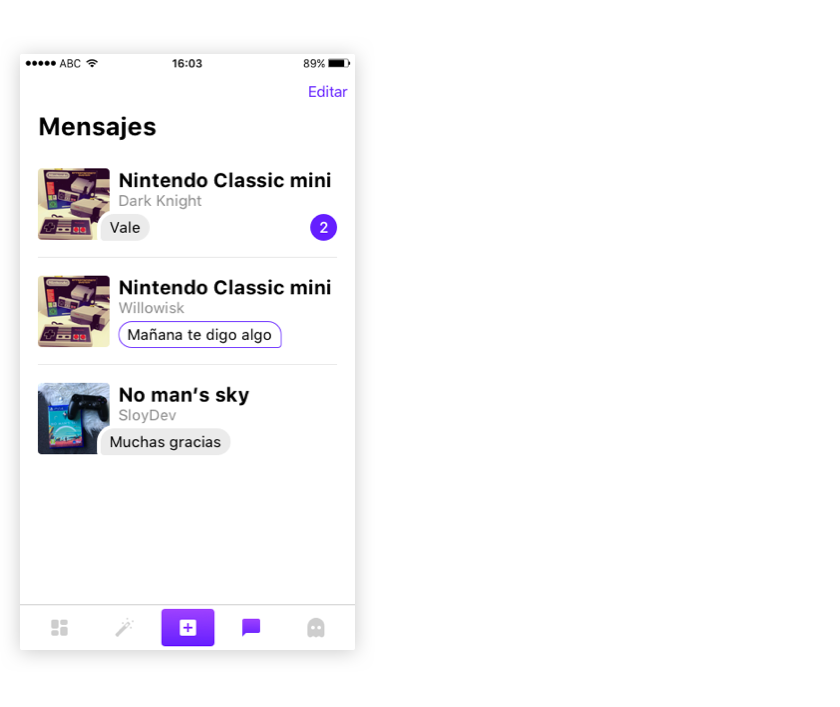 ABC
16:03
89%
Editar
Mensajes
Nintendo Classic mini
Dark Knight
Vale
2
Nintendo Classic mini
Willowisk
Mañana te digo algo
No man's sky
SloyDev
Muchas gracias